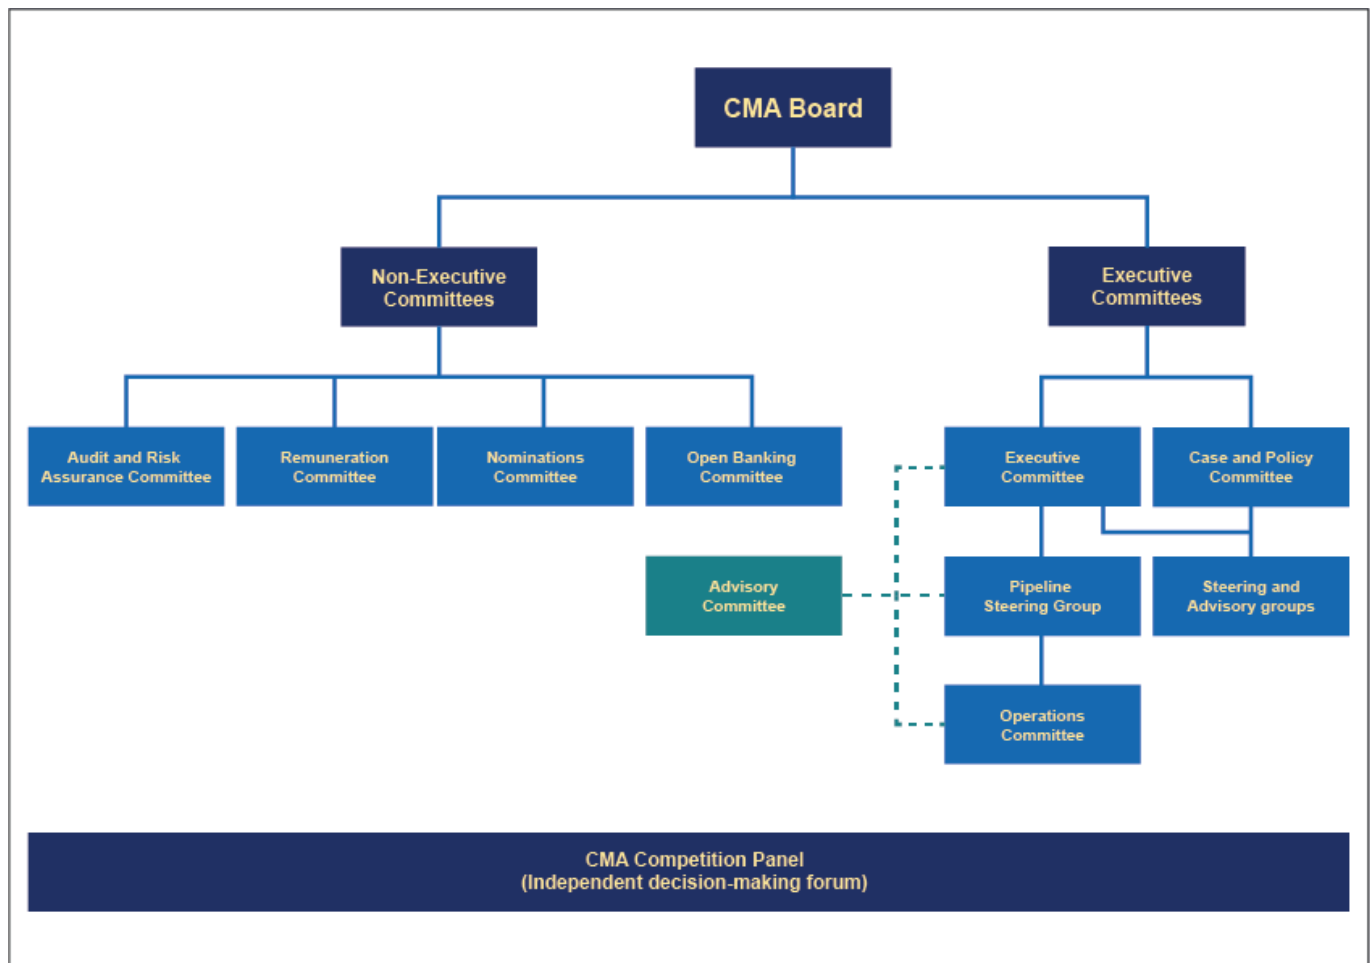 CMA Board
Non-Executive
Committees
Executive
Committees
Audit and Risk
Assurance Committee
Remuneration
Committee
Nominations
Committee
Open Banking
Committee
Executive
Committee
Case and Policy
Committee
Advisory
Committee
Pipeline
Steering Group
Steering and
Advisory groups
Operations
Committee
CMA Competition Panel
(Independent decision-making forum)